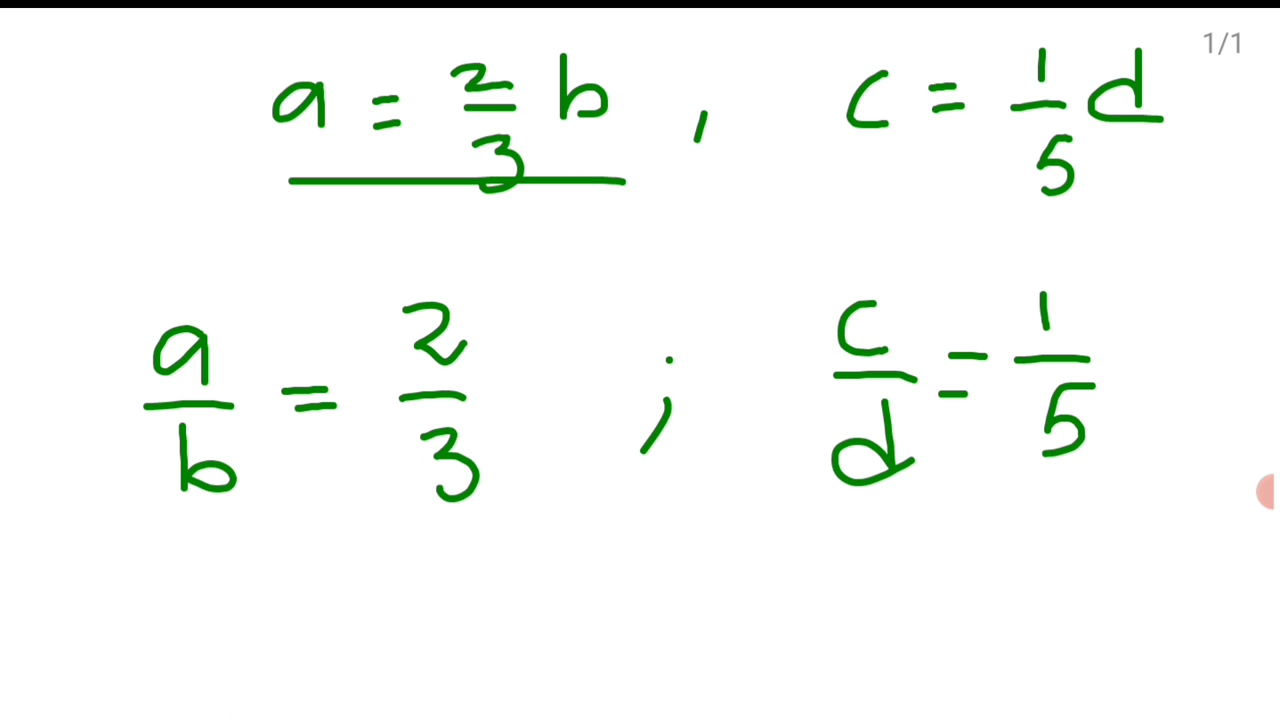 1/1
a = 2/3 b , c = 1/5 d
a/b = 2/3 ; c/d = 1/5